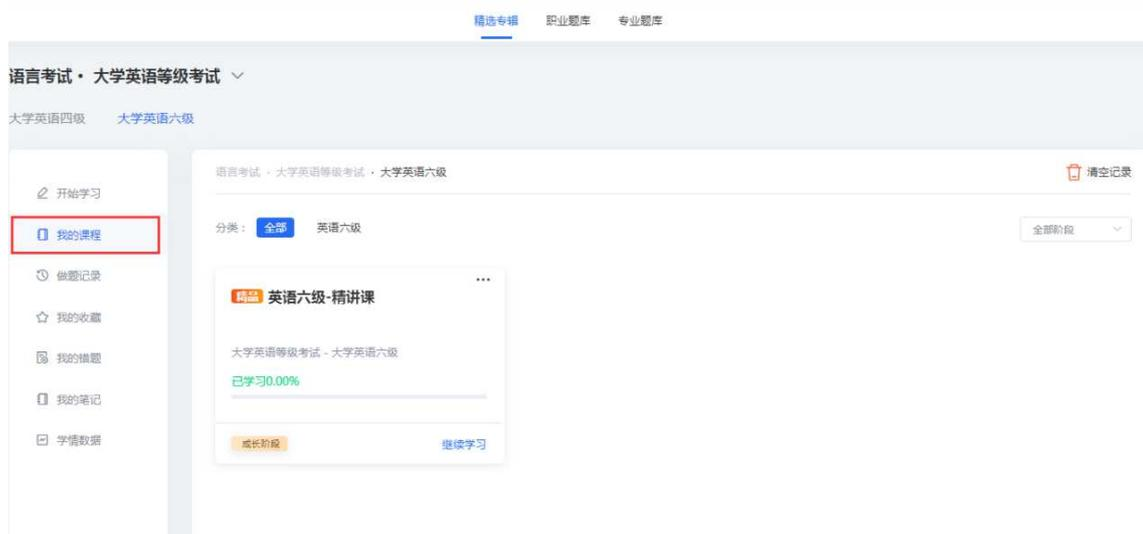 精选专辑 职业题库 专业题库
语言考试· 大学英语等级考试
大学英语四级 大学英语六级
开始学习
我的课程
做题记录
我的收藏
我的错题
我的笔记
学情数据
语言考试 · 大学英语等级考试 · 大学英语六级
清空记录
分类： 全部 英语六级
全部阶段
精品 英语六级-精讲课
大学英语等级考试 - 大学英语六级
已学习0.00%
成长阶段 继续学习